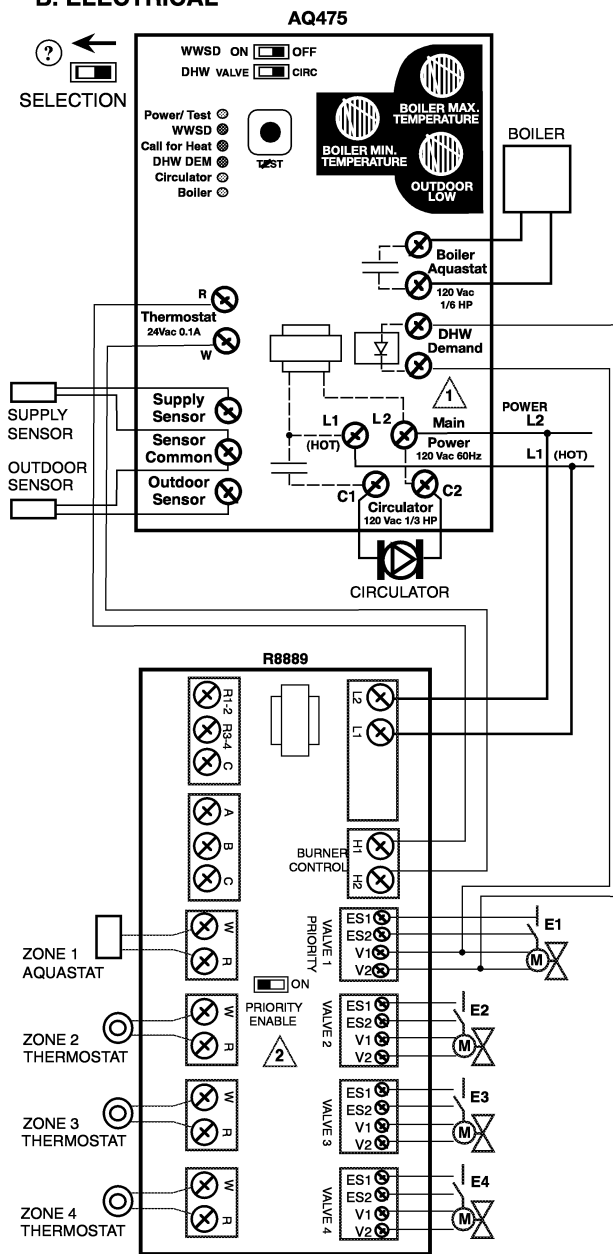 B. ELECTRICAL
AQ475
WWSD ON OFF
DHW VALVE CIRC
?
SELECTION
Power/ Test
WWSD
Call for Heat
DHW DEM
Circulator
Boiler
TEST
BOILER MAX.
TEMPERATURE
BOILER MIN.
TEMPERATURE
OUTDOOR
LOW
BOILER
Boiler
Aquastat
120 Vac
1/6 HP
R
Thermostat
24Vac 0.1A
W
DHW
Demand
1
Supply
Sensor
SUPPLY
SENSOR
Sensor
Common
OUTDOOR
SENSOR
Outdoor
Sensor
L1
(HOT)
L2
Main
Power
120 Vac 60Hz
POWER
L2
L1 (HOT)
C1
C2
Circulator
120 Vac 1/3 HP
CIRCULATOR
R8889
R1-2
R3-4
C
L2
L1
A
B
C
BURNER
CONTROL
H1
H2
ZONE 1
AQUASTAT
W
R
VALVE 1
PRIORITY
ES1
ES2
V1
V2
E1
M
ON
PRIORITY
ENABLE
2
ZONE 2
THERMOSTAT
W
R
VALVE 2
ES1
ES2
V1
V2
E2
M
ZONE 3
THERMOSTAT
W
R
VALVE 3
ES1
ES2
V1
V2
E3
M
ZONE 4
THERMOSTAT
W
R
VALVE 4
ES1
ES2
V1
V2
E4
M